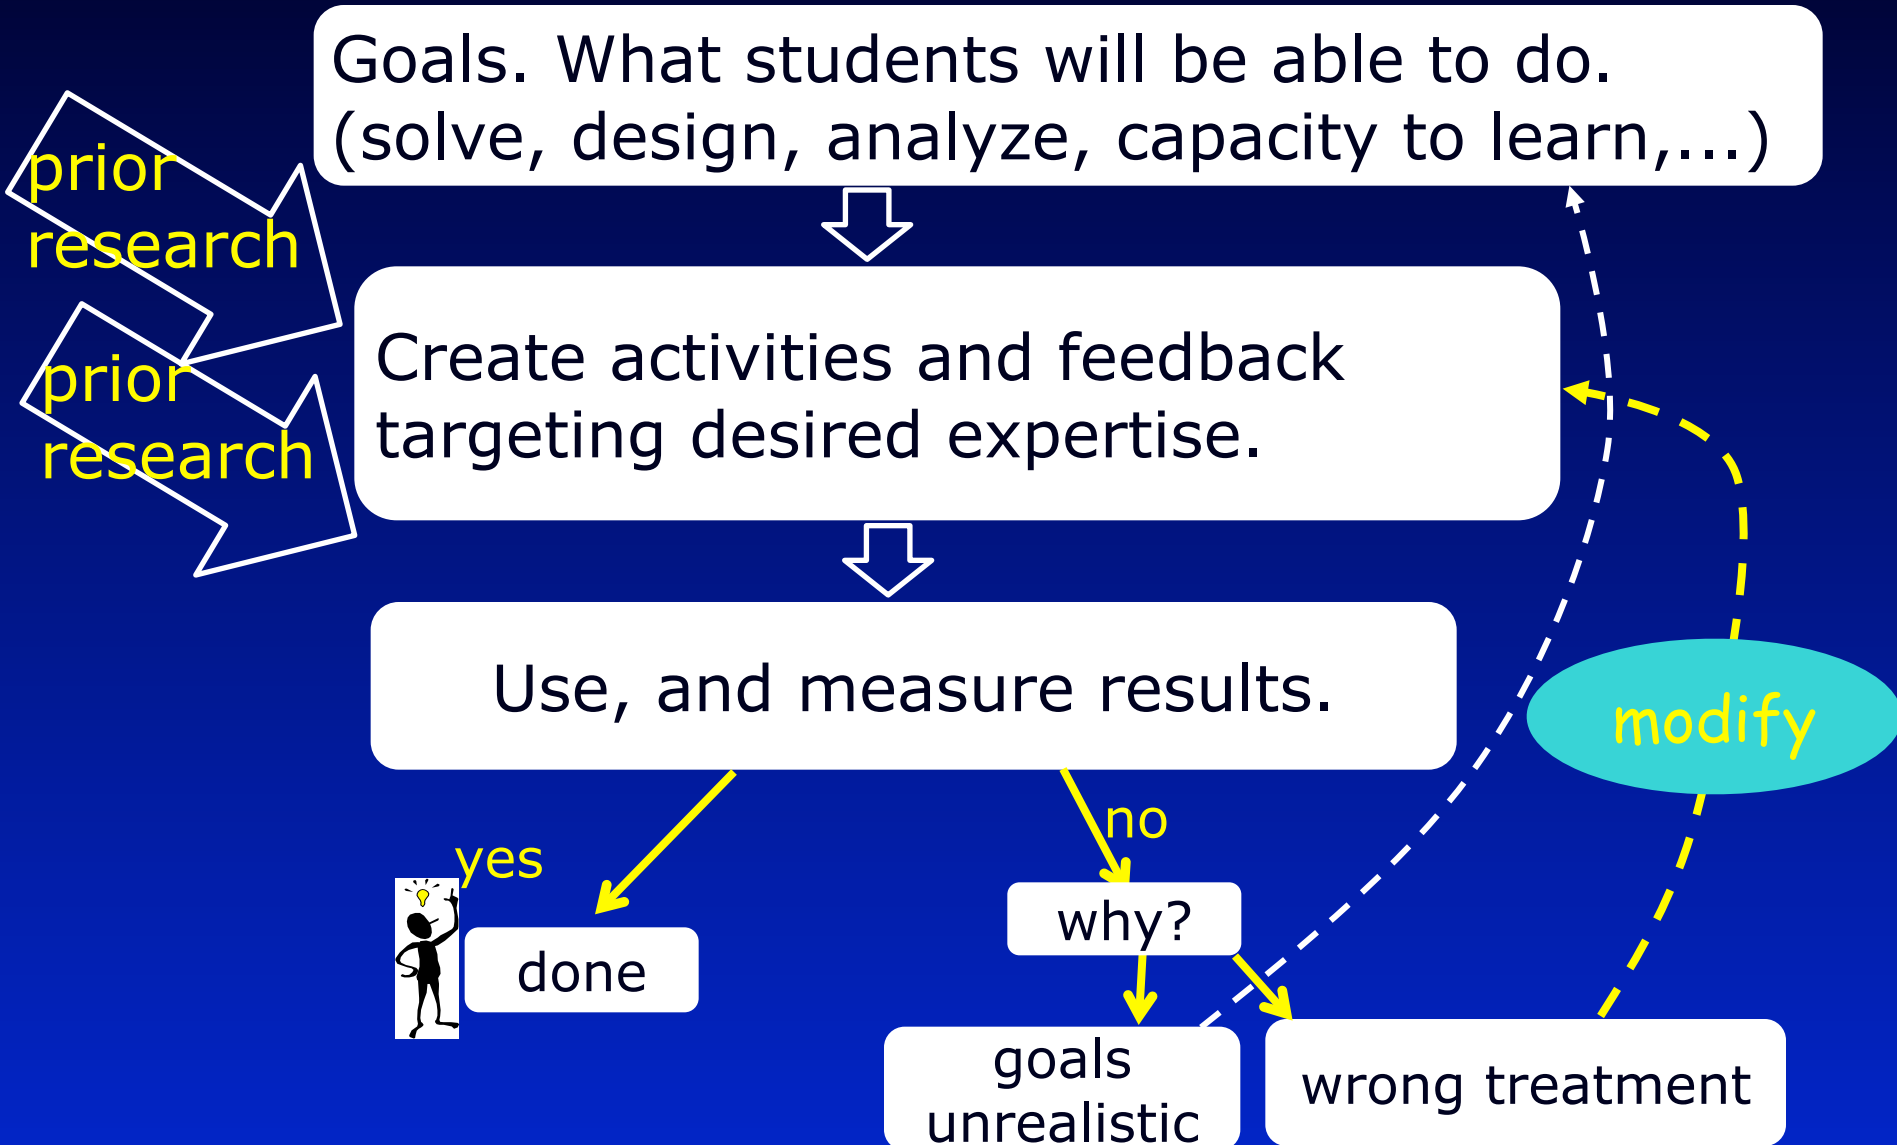 Goals. What students will be able to do.
(solve, design, analyze, capacity to learn,...)
prior
research
Create activities and feedback
targeting desired expertise.
prior
research
Use, and measure results.
modify
no
yes
why?
done
goals
unrealistic
wrong treatment